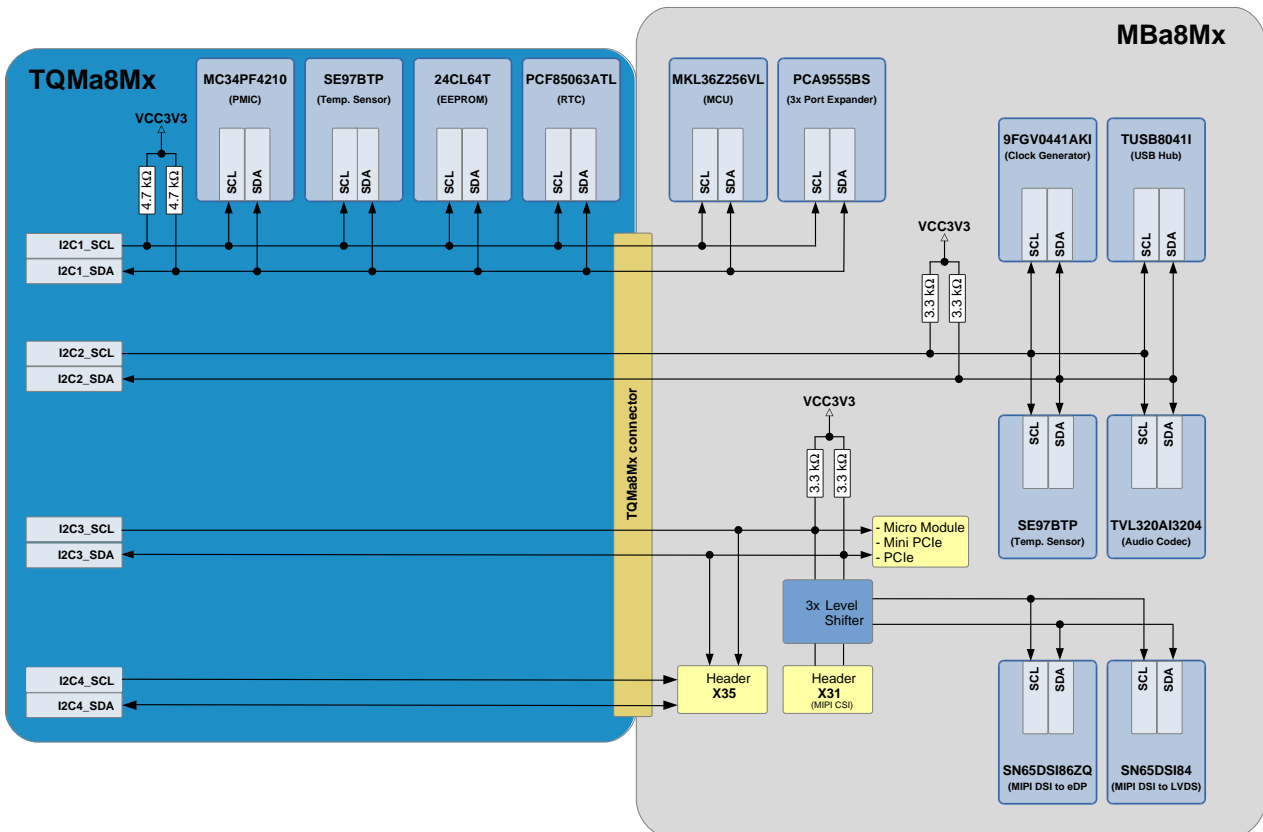 TQMa8Mx
MBa8Mx
MC34PF4210
(PMIC)
SCL
SDA
SE97BTP
(Temp. Sensor)
SCL
SDA
24CL64T
(EEPROM)
SCL
SDA
PCF85063ATL
(RTC)
SCL
SDA
MKL36Z256VL
(MCU)
SCL
SDA
PCA9555BS
(3x Port Expander)
SCL
SDA
9FGV0441AKI
(Clock Generator)
SCL
SDA
TUSB8041I
(USB Hub)
SCL
SDA
VCC3V3
4.7 kΩ
4.7 kΩ
I2C1_SCL
I2C1_SDA
VCC3V3
3.3 kΩ
3.3 kΩ
I2C2_SCL
I2C2_SDA
TQMa8Mx connector
VCC3V3
3.3 kΩ
3.3 kΩ
SCL
SDA
SE97BTP
(Temp. Sensor)
SCL
SDA
TVL320AI3204
(Audio Codec)
I2C3_SCL
I2C3_SDA
- Micro Module
- Mini PCIe
- PCIe
3x Level
Shifter
I2C4_SCL
I2C4_SDA
Header
X35
Header
X31
(MIPI CSI)
SCL
SDA
SN65DSI86ZQ
(MIPI DSI to eDP)
SCL
SDA
SN65DSI84
(MIPI DSI to LVDS)